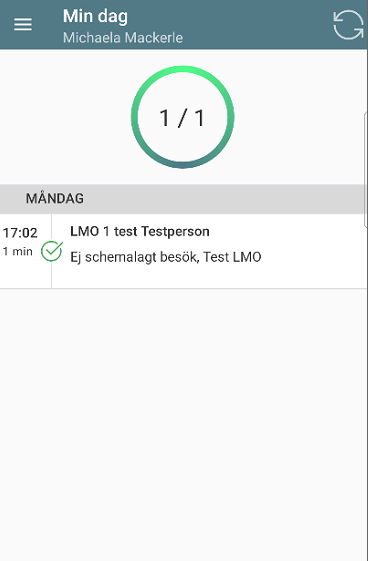 Min dag
Michaela Mackerle
1 / 1
MÅNDAG
17:02
LMO 1 test Testperson
1 min
Ej schemalagt besök, Test LMO